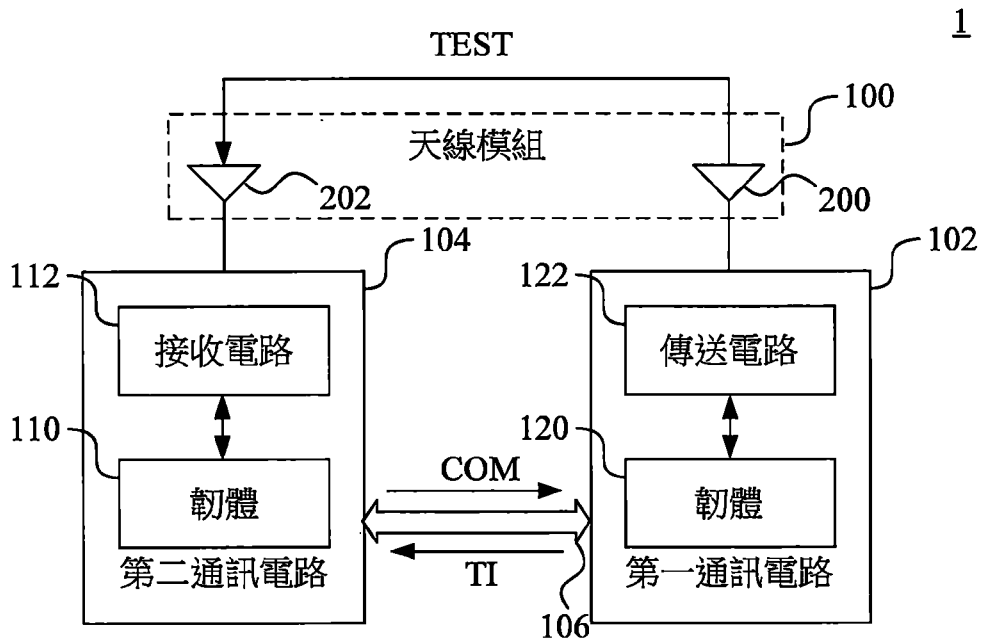 1
TEST
100
天線模組
202
200
104
102
112
122
接收電路
傳送電路
110
120
COM
韌體
韌體
第二通訊電路
TI
第一通訊電路
106